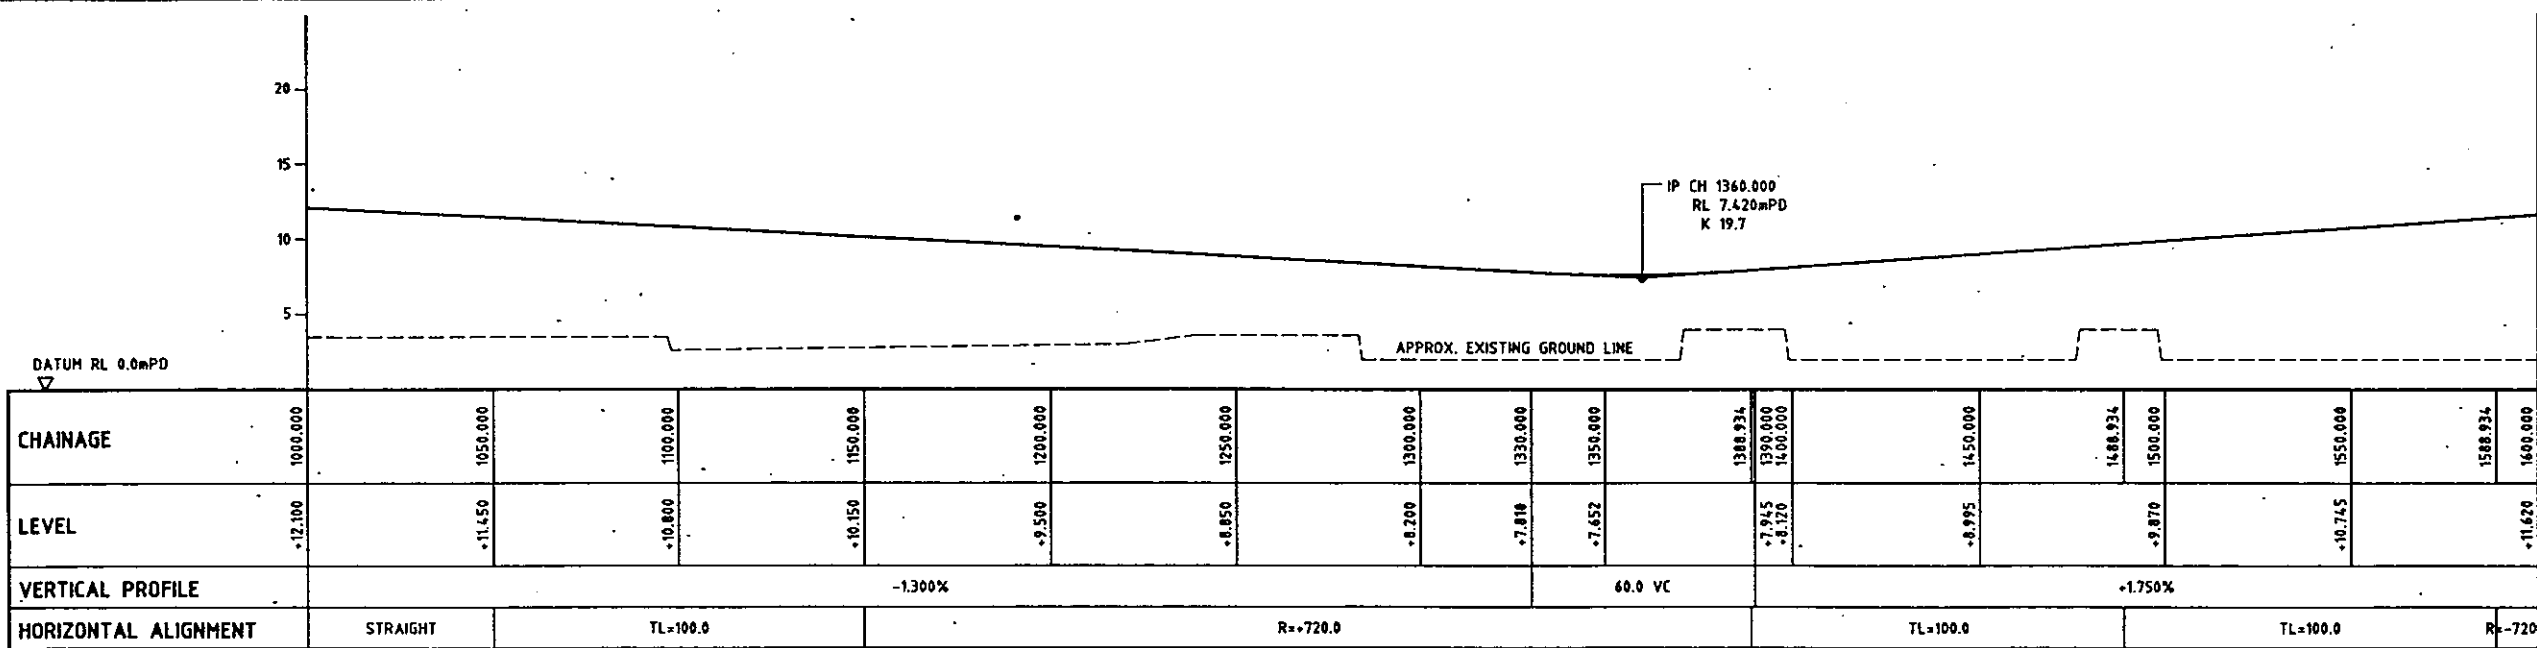 20
15
10
5
IP CH 1360.000
RL 7.420mPD
K 19.7
APPROX. EXISTING GROUND LINE
DATUM RL 0.0mPD
CHAINAGE 1000.000 1050.000 1100.000 1150.000 1200.000 1250.000 1300.000 1330.000 1350.000 1388.934 1390.000 1400.000 1450.000 1488.934 1500.000 1550.000 1588.934 1600.000
LEVEL +12.100 +11.450 +10.800 +10.150 +9.500 +8.850 +8.200 +7.810 +7.652 +7.945 +8.120 +8.995 +9.870 +10.745 +11.620
VERTICAL PROFILE -1.300% 60.0 VC +1.750%
HORIZONTAL ALIGNMENT STRAIGHT TL=100.0 R=+720.0 TL=100.0 TL=100.0 R=-720